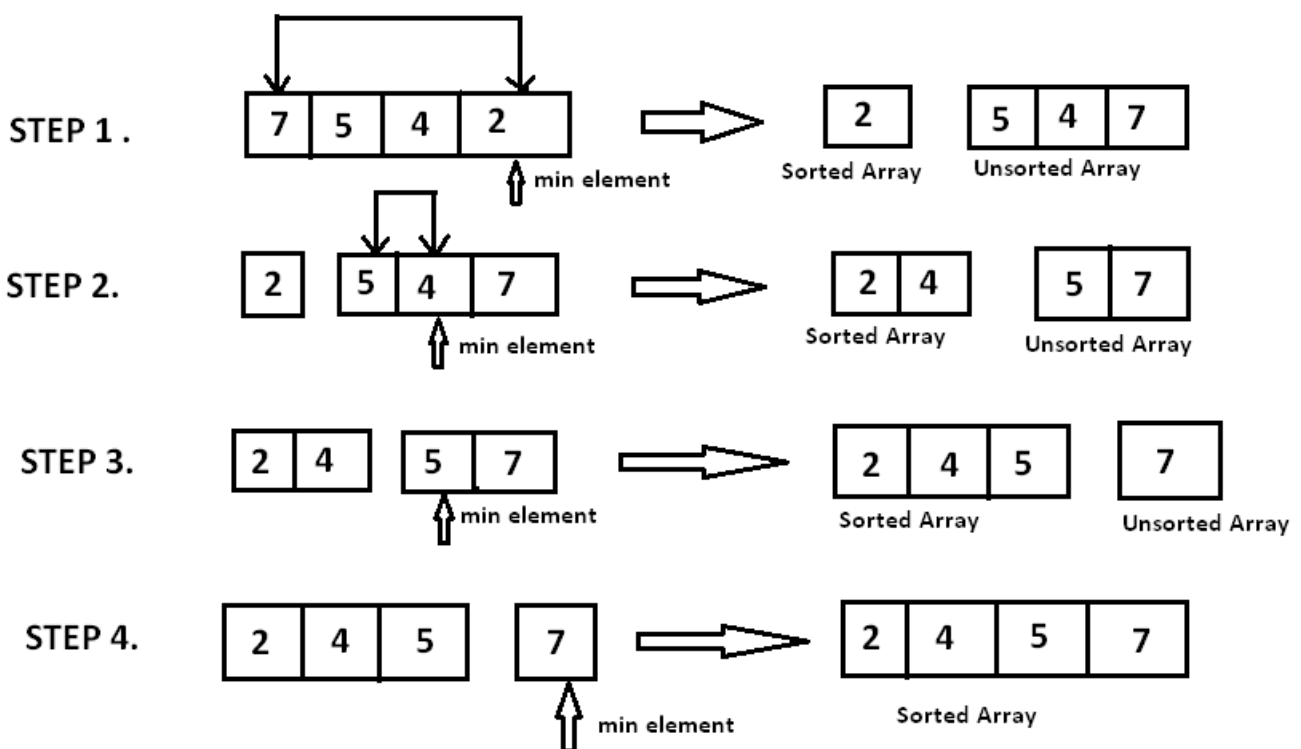 STEP 1 . 7 5 4 2 2 5 4 7
min element Sorted Array Unsorted Array
STEP 2. 2 5 4 7 2 4 5 7
min element Sorted Array Unsorted Array
STEP 3. 2 4 5 7 2 4 5 7
min element Sorted Array Unsorted Array
STEP 4. 2 4 5 7 2 4 5 7
min element Sorted Array